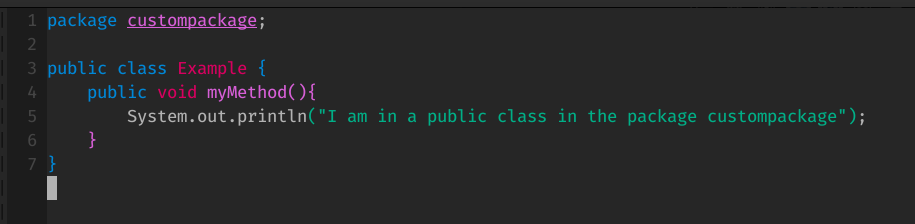 1 package custompackage;
2
3 public class Example {
4     public void myMethod(){
5         System.out.println("I am in a public class in the package custompackage");
6     }
7 }